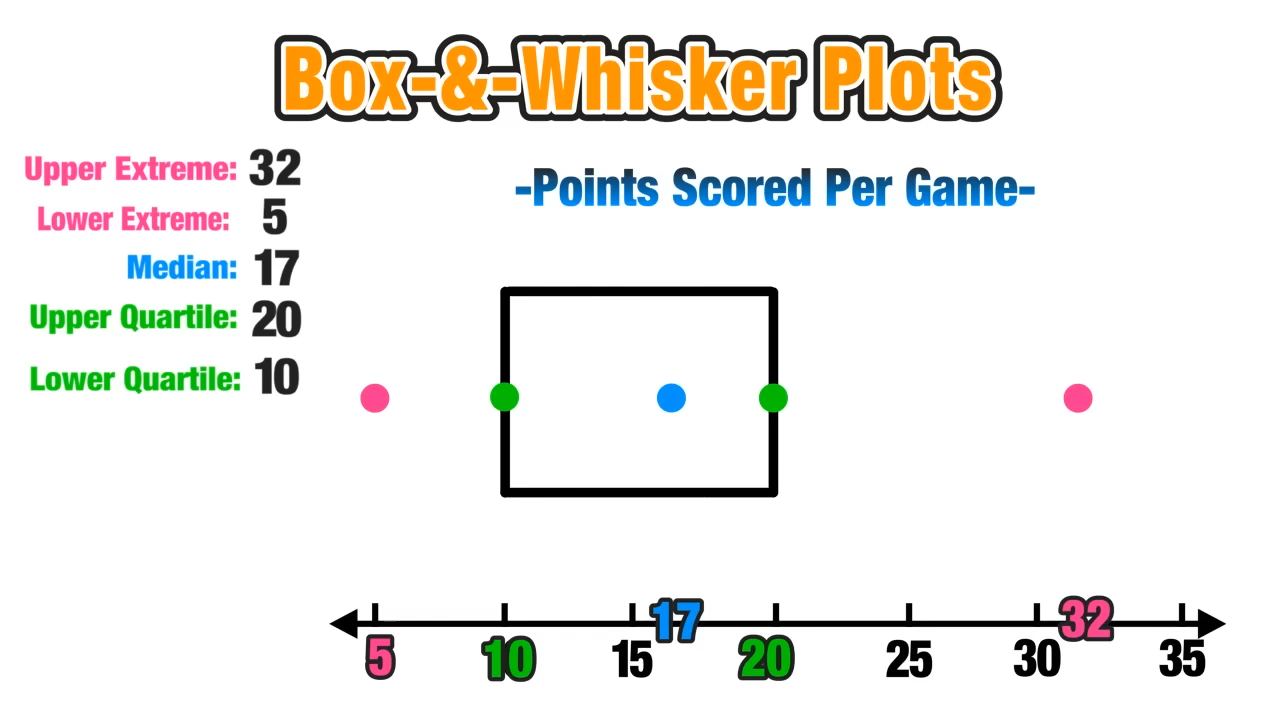 Box-&-Whisker Plots
-Points Scored Per Game-
Upper Extreme: 32
Lower Extreme: 5
Median: 17
Upper Quartile: 20
Lower Quartile: 10
17 32
5 10 15 20 25 30 35